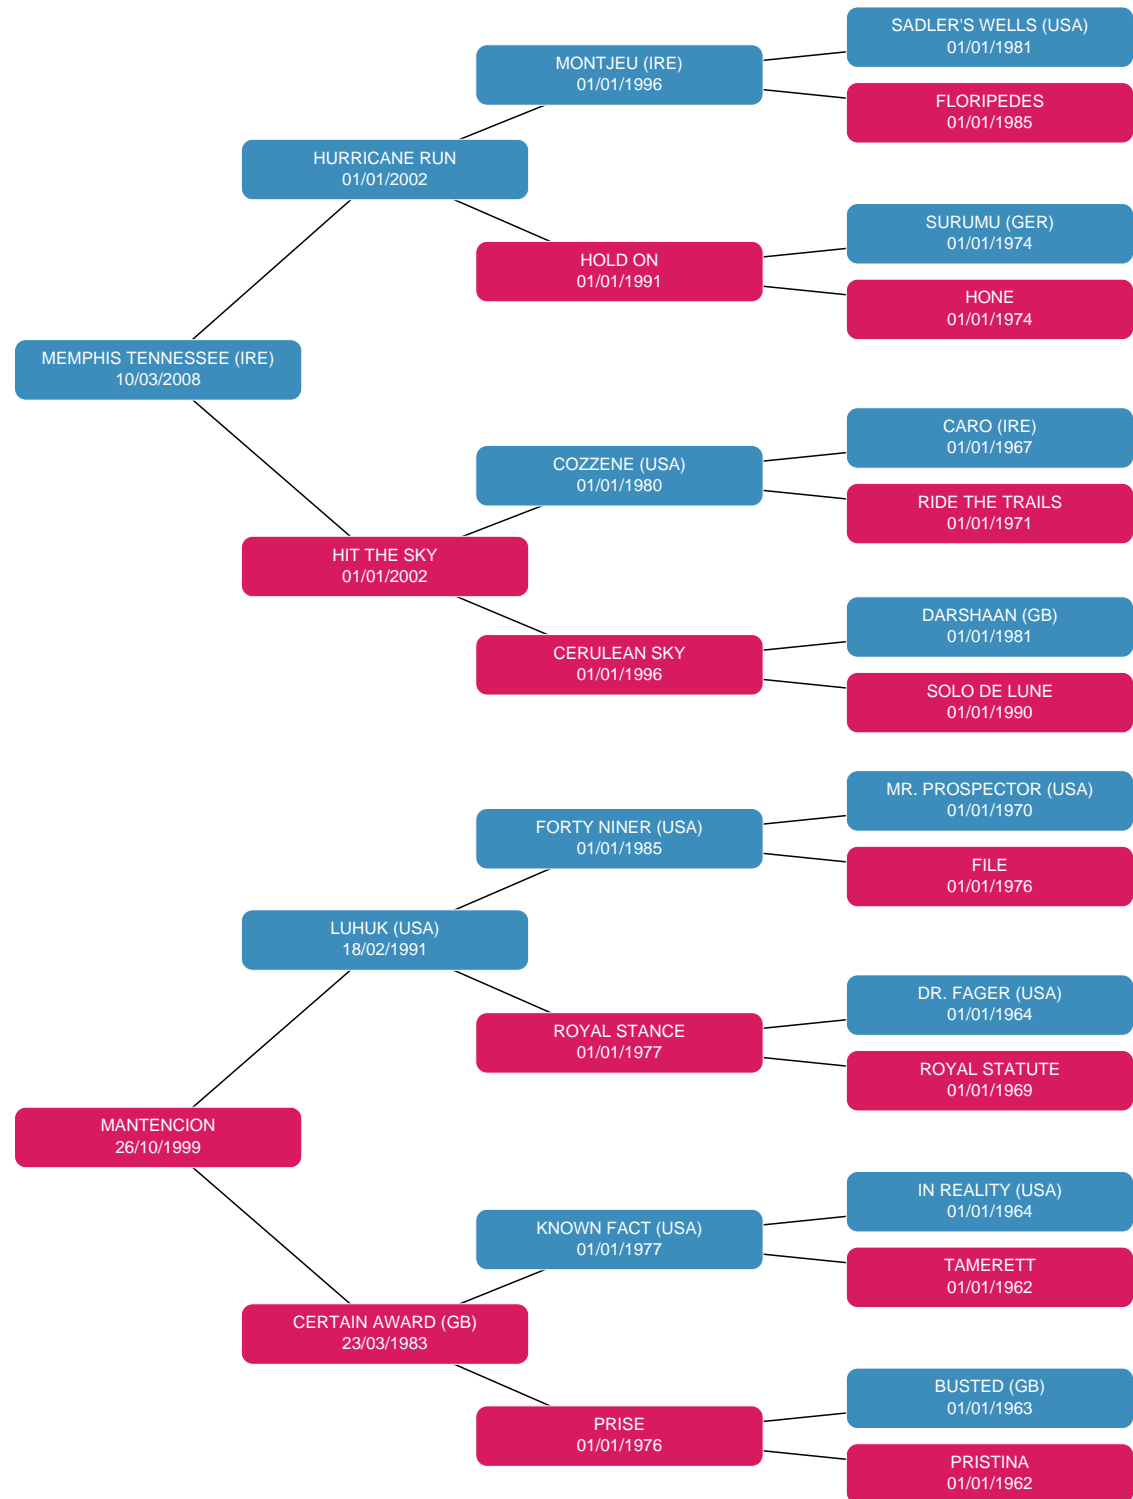 SADLER'S WELLS (USA)
01/01/1981
MONTJEU (IRE)
01/01/1996
FLORIPEDES
01/01/1985
HURRICANE RUN
01/01/2002
SURUMU (GER)
01/01/1974
HOLD ON
01/01/1991
HONE
01/01/1974
MEMPHIS TENNESSEE (IRE)
10/03/2008
CARO (IRE)
01/01/1967
COZZENE (USA)
01/01/1980
RIDE THE TRAILS
01/01/1971
HIT THE SKY
01/01/2002
DARSHAAN (GB)
01/01/1981
CERULEAN SKY
01/01/1996
SOLO DE LUNE
01/01/1990
MR. PROSPECTOR (USA)
01/01/1970
FORTY NINER (USA)
01/01/1985
FILE
01/01/1976
LUHUK (USA)
18/02/1991
DR. FAGER (USA)
01/01/1964
ROYAL STANCE
01/01/1977
ROYAL STATUTE
01/01/1969
MANTENCION
26/10/1999
IN REALITY (USA)
01/01/1964
KNOWN FACT (USA)
01/01/1977
TAMERETT
01/01/1962
CERTAIN AWARD (GB)
23/03/1983
BUSTED (GB)
01/01/1963
PRISE
01/01/1976
PRISTINA
01/01/1962